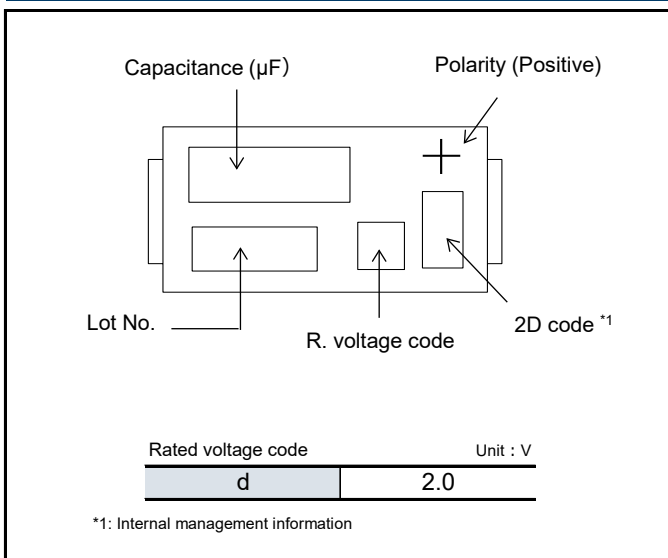 Capacitance (μF)
Polarity (Positive)
Lot No.
R. voltage code
2D code *1
Rated voltage code
Unit : V
d
2.0
*1: Internal management information